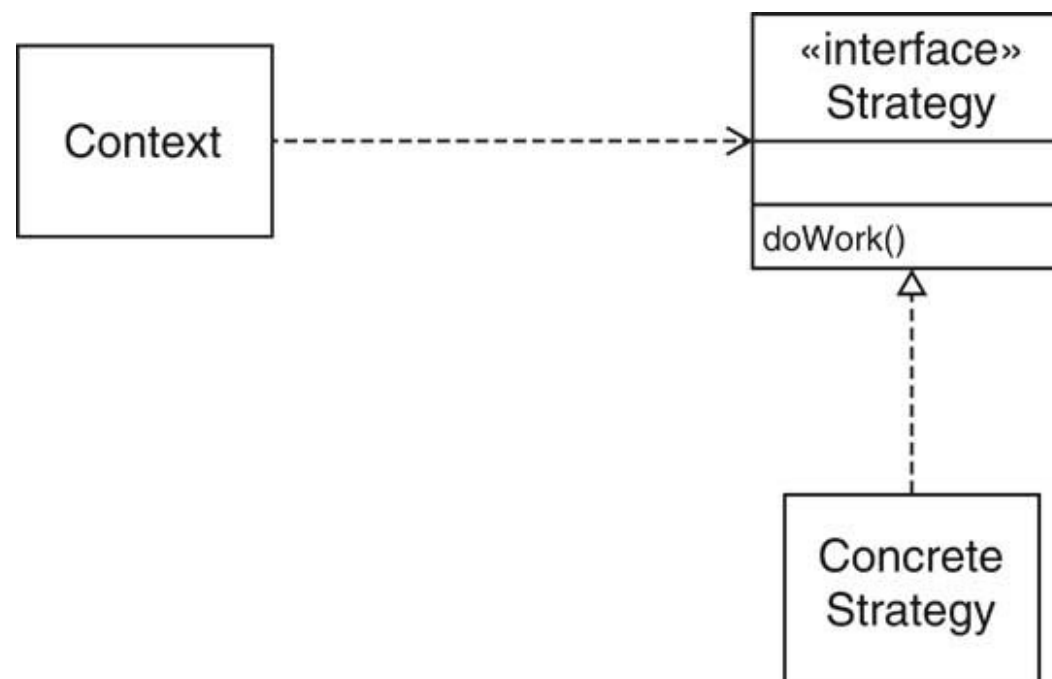 Context
«interface»
Strategy
doWork()
Concrete
Strategy